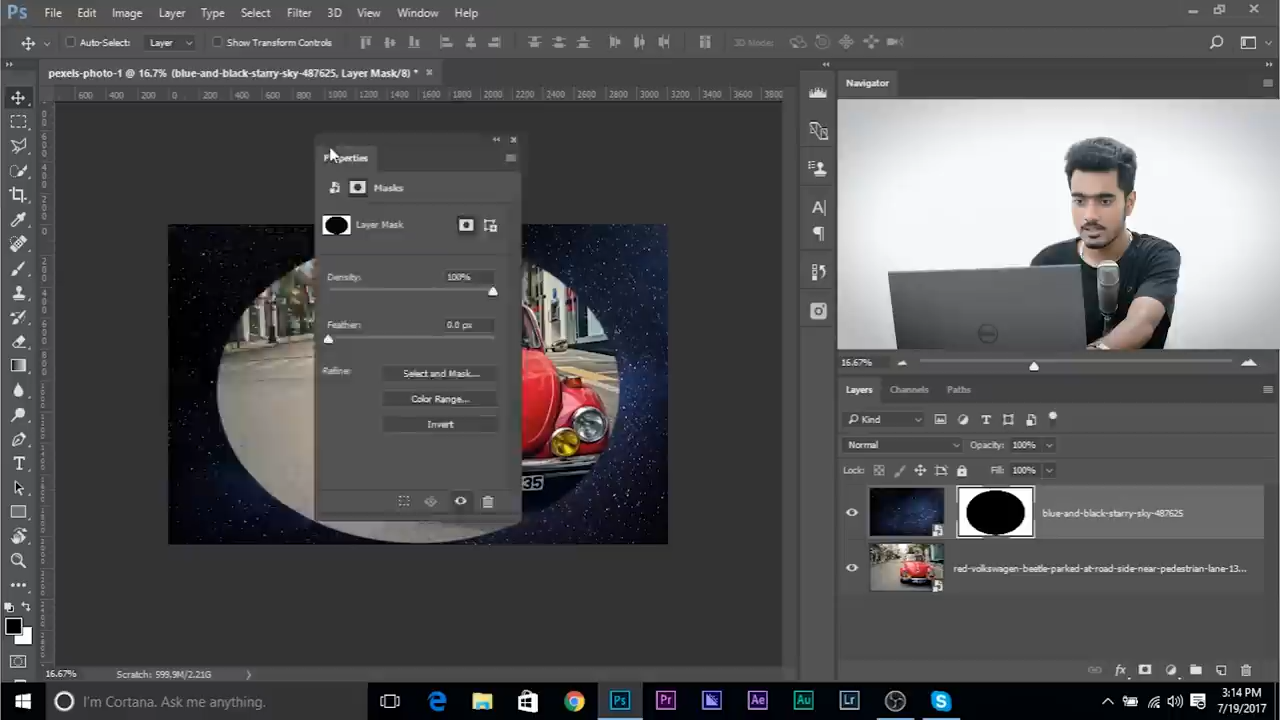 Ps File Edit Image Layer Type Select Filter 3D View Window Help
Auto-Select: Layer Show Transform Controls 3D Mode:
pexels-photo-1 @ 16.7% (blue-and-black-starry-sky-487625, Layer Mask/8) *
600 400 200 0 200 400 600 800 1000 1200 1400 1600 1800 2000 2200 2400 2600 2800 3000 3200 3400 3600 3800
Navigator
Properties
Masks
Layer Mask
Density: 100%
Feather: 0.0 px
Refine:
Select and Mask...
Color Range...
Invert
35
16.67%
Layers Channels Paths
Kind
Normal Opacity: 100%
Lock: Fill: 100%
blue-and-black-starry-sky-487625
red-volkswagen-beetle-parked-at-road-side-near-pedestrian-lane-13...
fx
16.67% Scratch: 599.9M/2.21G
I'm Cortana. Ask me anything.
Ps Pr Ae Au Lr
3:14 PM
7/19/2017